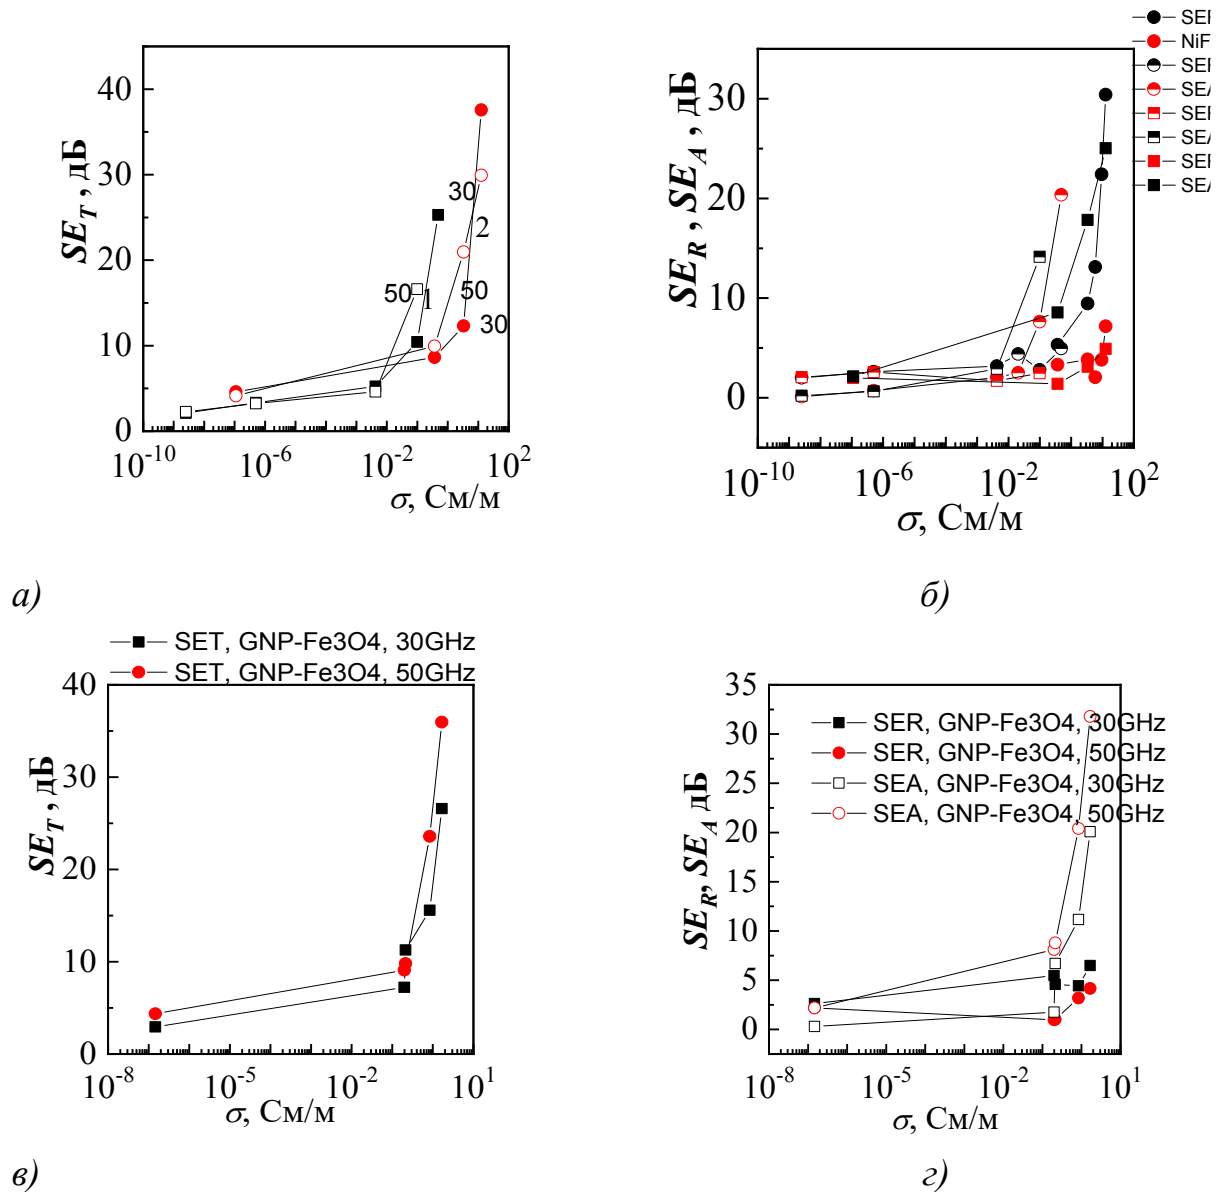 SE_T , дБ
40
30
20
10
0
30
2
50
1
50
30
10^-10
10^-6
10^-2
10^2
σ, См/м
а)
SE_R , SE_A , дБ
30
20
10
0
10^-10
10^-6
10^-2
10^2
σ, См/м
NiF
SEA
SEA
SEA
б)
SET, GNP-Fe3O4, 30GHz
SET, GNP-Fe3O4, 50GHz
SE_T , дБ
40
30
20
10
0
10^-8
10^-5
10^-2
10^1
σ, См/м
в)
SE_R, SE_A дБ
35
30
25
20
15
10
5
0
SER, GNP-Fe3O4, 30GHz
SER, GNP-Fe3O4, 50GHz
SEA, GNP-Fe3O4, 30GHz
SEA, GNP-Fe3O4, 50GHz
10^-8
10^-5
10^-2
10^1
σ, См/м
г)